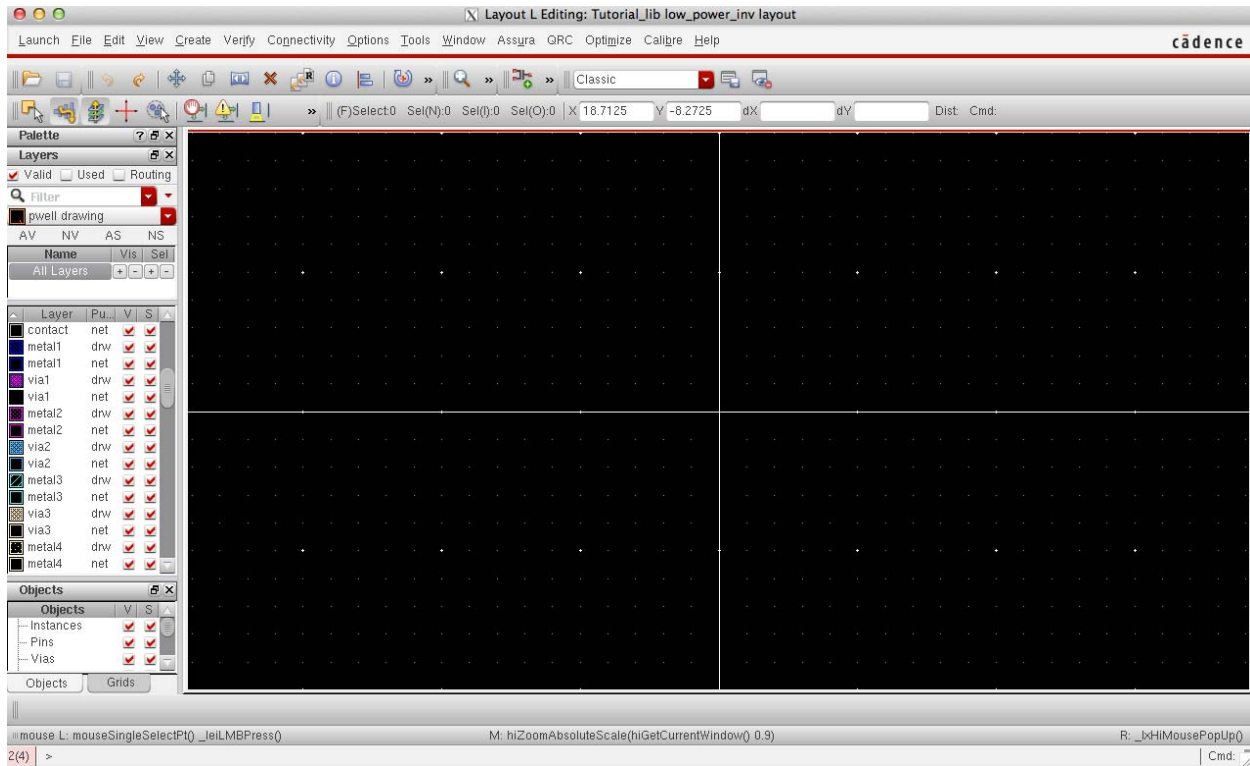 Layout L Editing: Tutorial_lib low_power_inv layout
Launch File Edit View Create Verify Connectivity Options Tools Window Assura QRC Optimize Calibre Help cādence
R » » » Classic
» (F)Select:0 Sel(N):0 Sel(I):0 Sel(O):0 X 18.7125 Y -8.2725 dX dY Dist: Cmd:
Palette
Layers
Valid Used Routing
Filter
pwell drawing
AV NV AS NS
Name Vis Sel
All Layers + - + -
Layer Pu... V S
contact net
metal1 drw
metal1 net
via1 drw
via1 net
metal2 drw
metal2 net
via2 drw
via2 net
metal3 drw
metal3 net
via3 drw
via3 net
metal4 drw
metal4 net
Objects
Objects V S
Instances
Pins
Vias
Objects Grids
mouse L: mouseSingleSelectPt() _leiLMBPress() M: hiZoomAbsoluteScale(hiGetCurrentWindow() 0.9) R: _lxHiMousePopUp()
2(4) > Cmd: